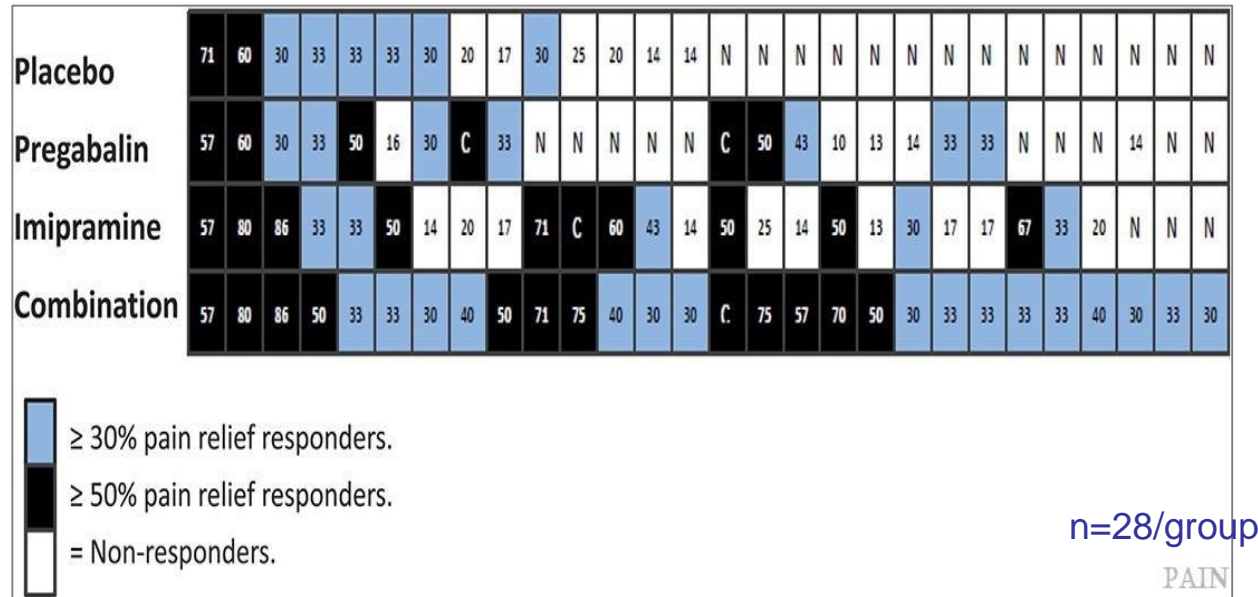 Placebo 71 60 30 33 33 33 30 20 17 30 25 20 14 14 N N N N N N N N N N N N N N
Pregabalin 57 60 30 33 50 16 30 C 33 N N N N N C 50 43 10 13 14 33 33 N N N 14 N N
Imipramine 57 80 86 33 33 50 14 20 17 71 C 60 43 14 50 25 14 50 13 30 17 17 67 33 20 N N N
Combination 57 80 86 50 33 33 30 40 50 71 75 40 30 30 C. 75 57 70 50 30 33 33 33 33 40 30 33 30
≥ 30% pain relief responders.
≥ 50% pain relief responders.
= Non-responders.
n=28/group
PAIN